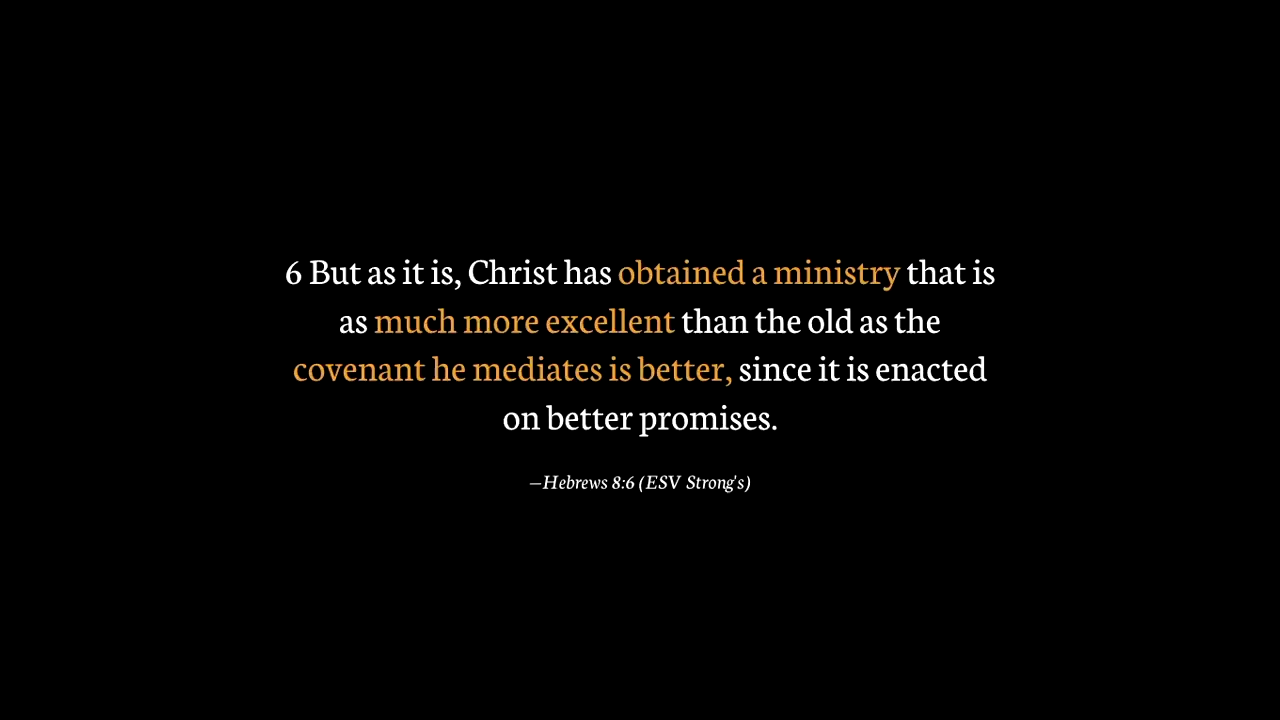 6 But as it is, Christ has obtained a ministry that is
as much more excellent than the old as the
covenant he mediates is better, since it is enacted
on better promises.
—Hebrews 8:6 (ESV Strong's)